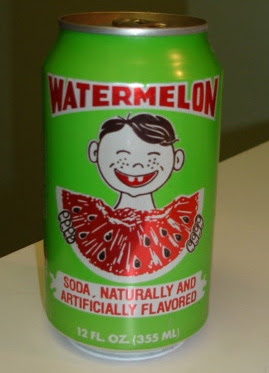 WATERMELON
SODA, NATURALLY AND
ARTIFICIALLY FLAVORED
12 FL. OZ. (355 ML)